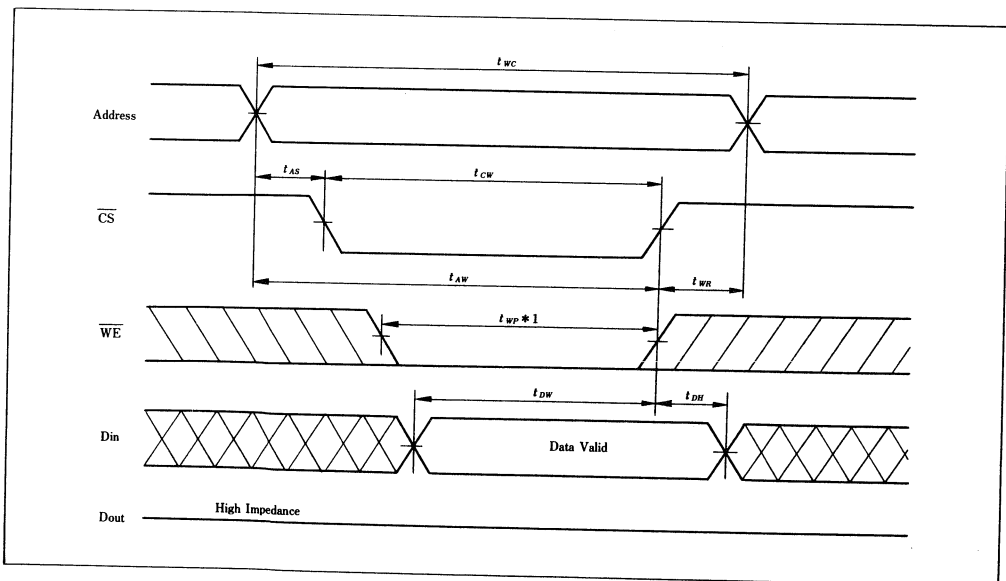 t WC
Address
t AS
t CW
CS
t AW
t WR
WE
t WP * 1
t DW
t DH
Din
Data Valid
High Impedance
Dout